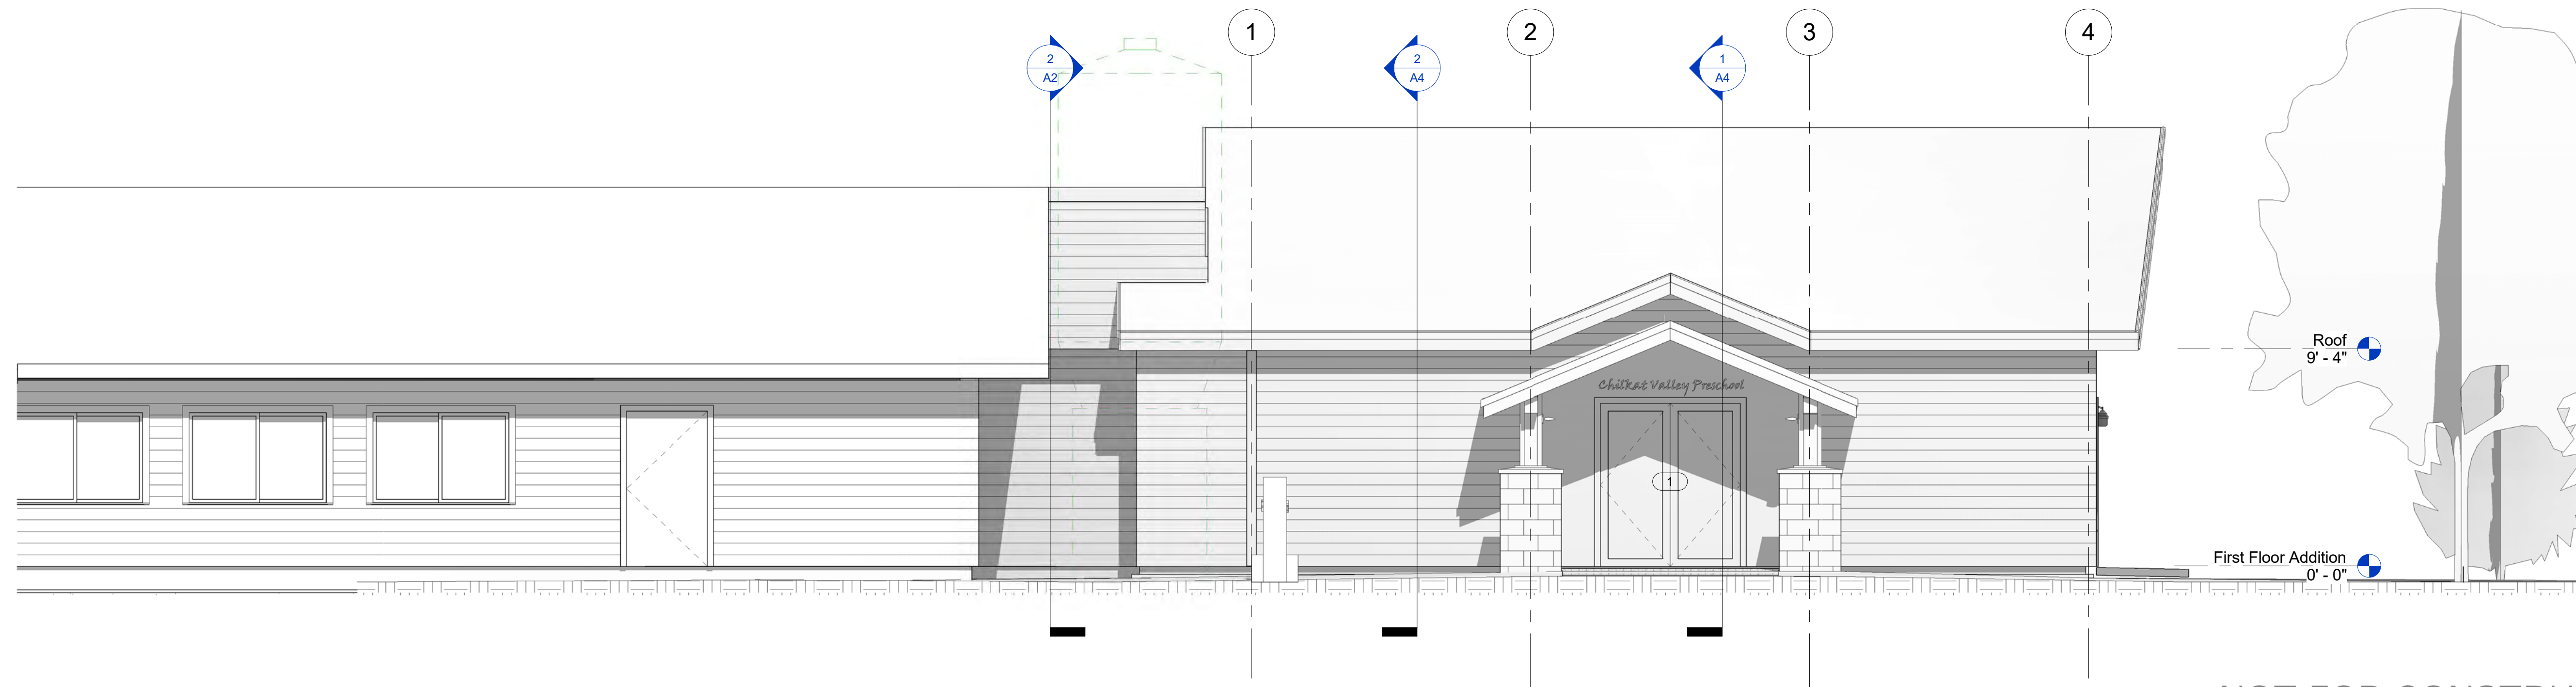 1
2
3
4
2
A2
2
A4
1
A4
Roof
9' - 4"
Chilkat Valley Preschool
1
First Floor Addition
0' - 0"